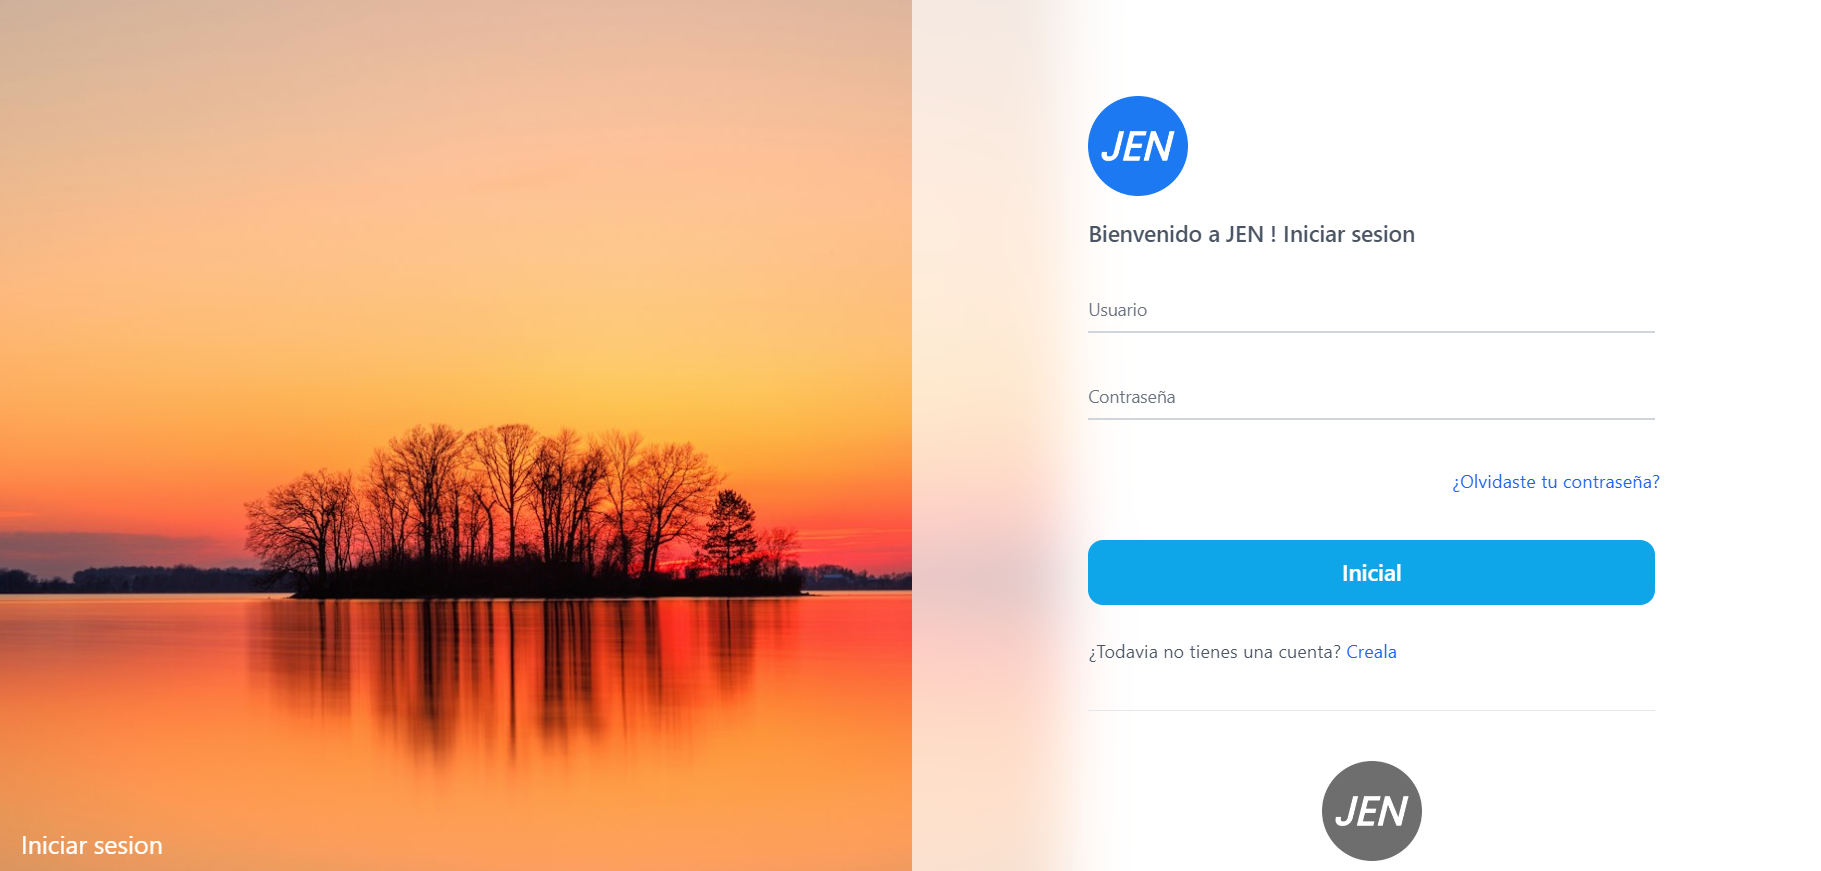 JEN
Bienvenido a JEN ! Iniciar sesion
Usuario
Contraseña
¿Olvidaste tu contraseña?
Inicial
¿Todavia no tienes una cuenta? Creala
JEN
Iniciar sesion